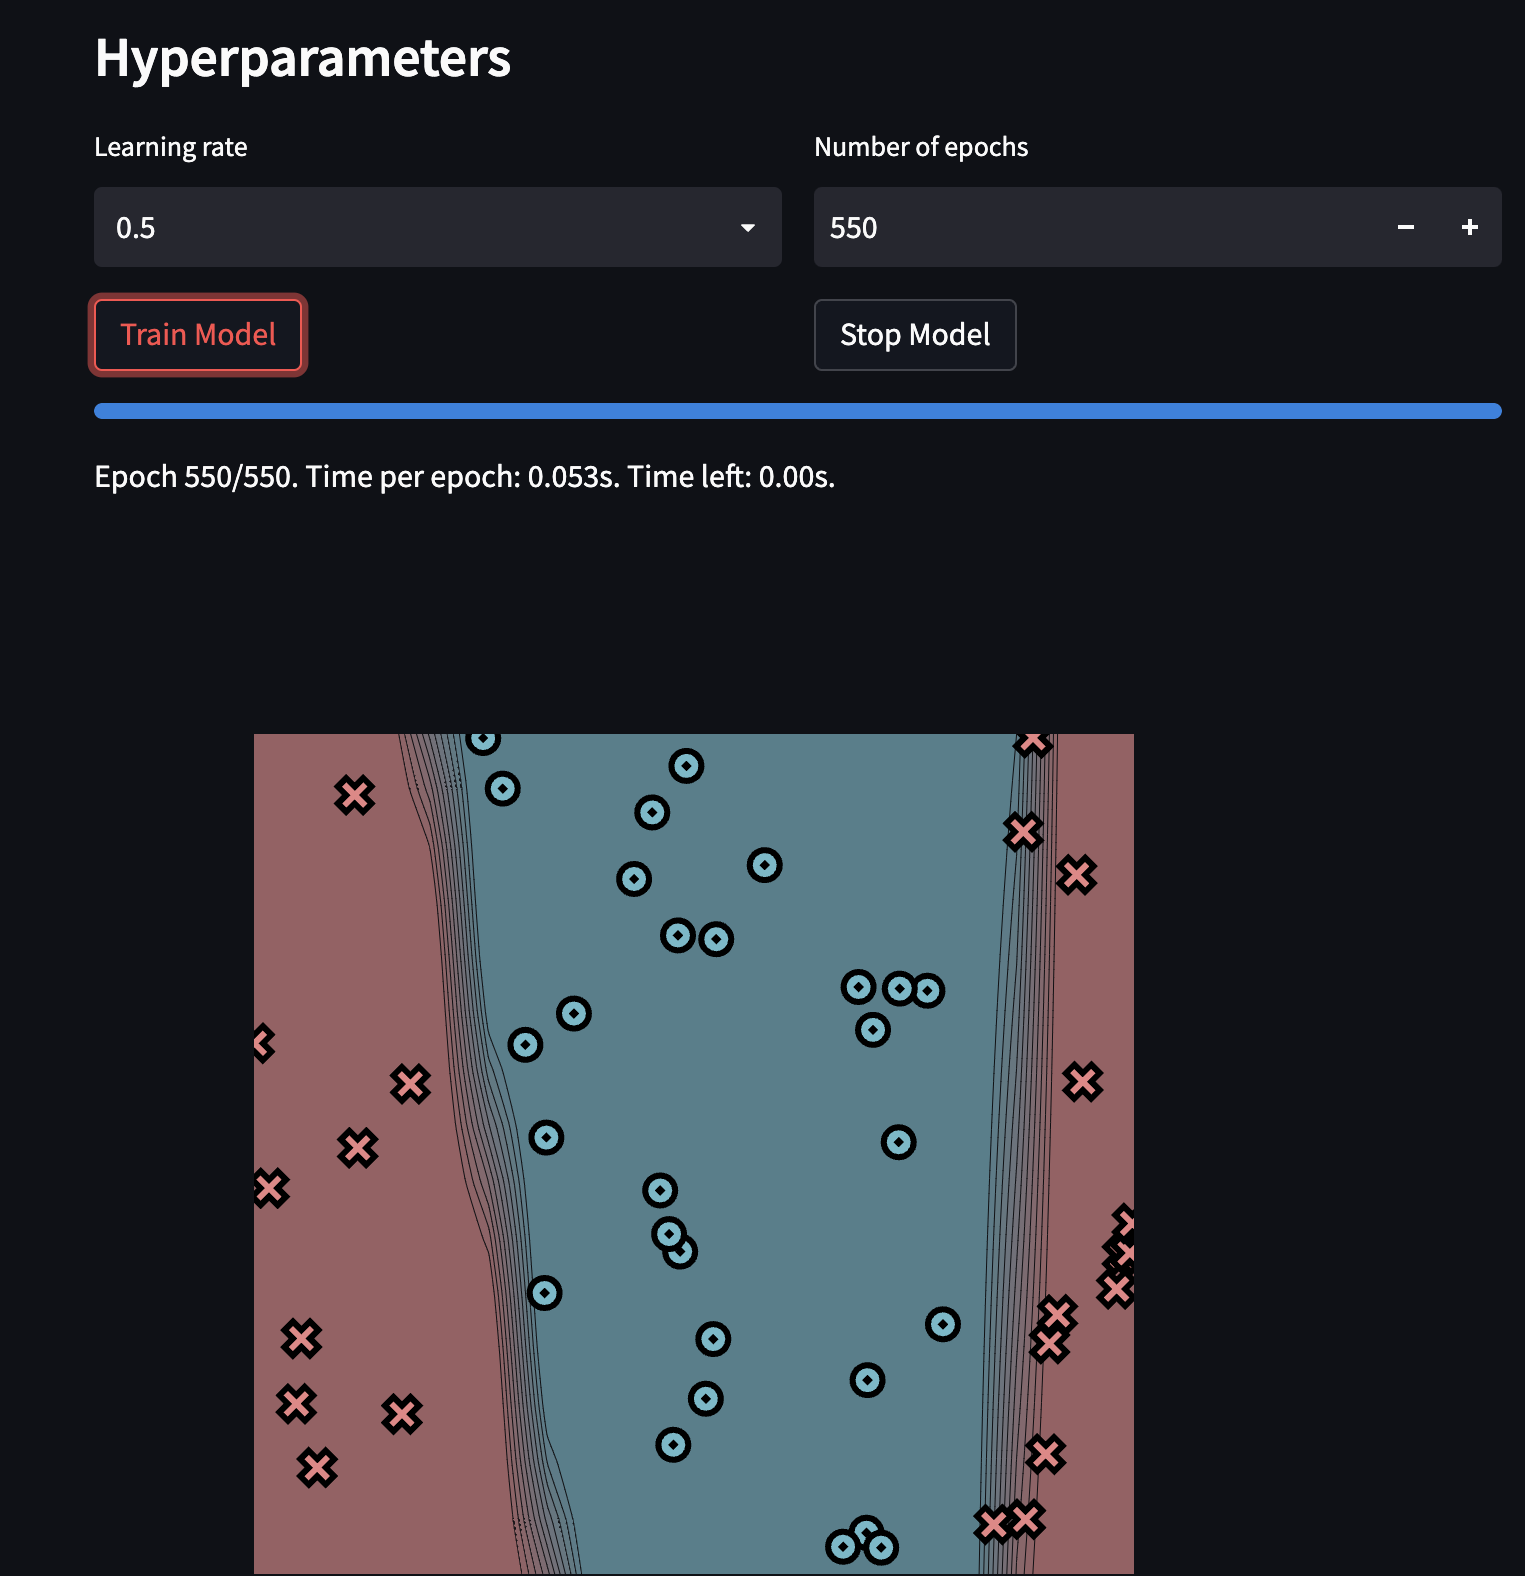 Hyperparameters
Learning rate
Number of epochs
0.5
550
Train Model
Stop Model
Epoch 550/550. Time per epoch: 0.053s. Time left: 0.00s.